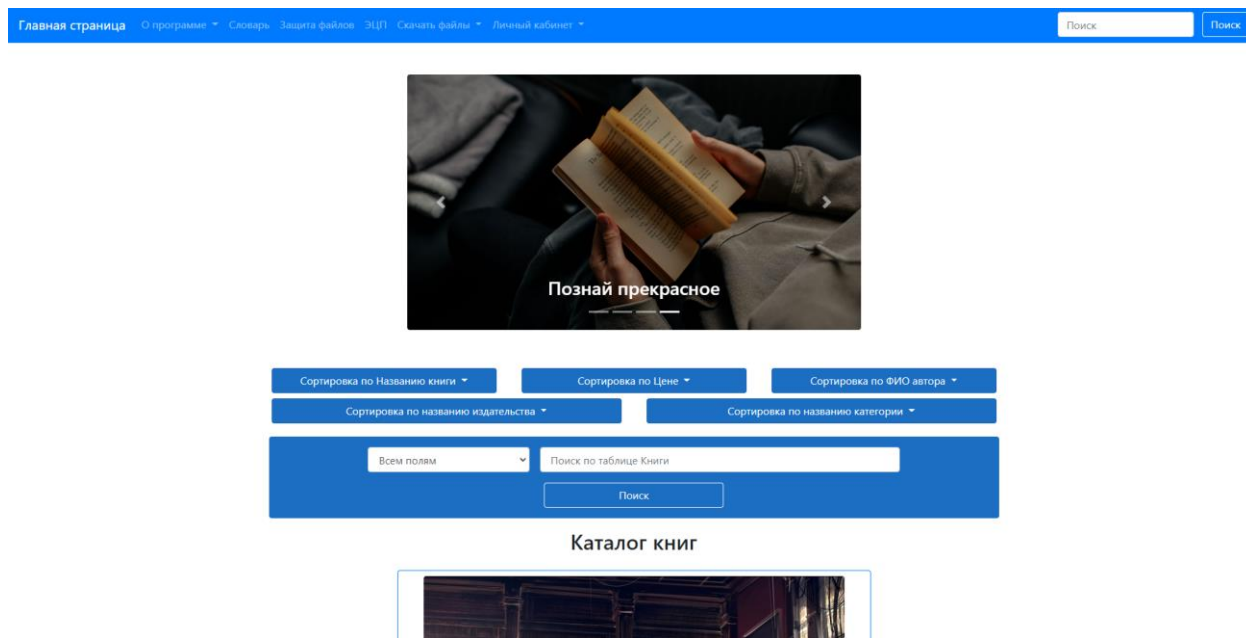 Главная страница О программе Словарь Защита файлов ЭЦП Скачать файлы Личный кабинет Поиск Поиск
Познай прекрасное
Сортировка по Названию книги Сортировка по Цене Сортировка по ФИО автора
Сортировка по названию издательства Сортировка по названию категории
Всем полям Поиск по таблице Книги
Поиск
Каталог книг